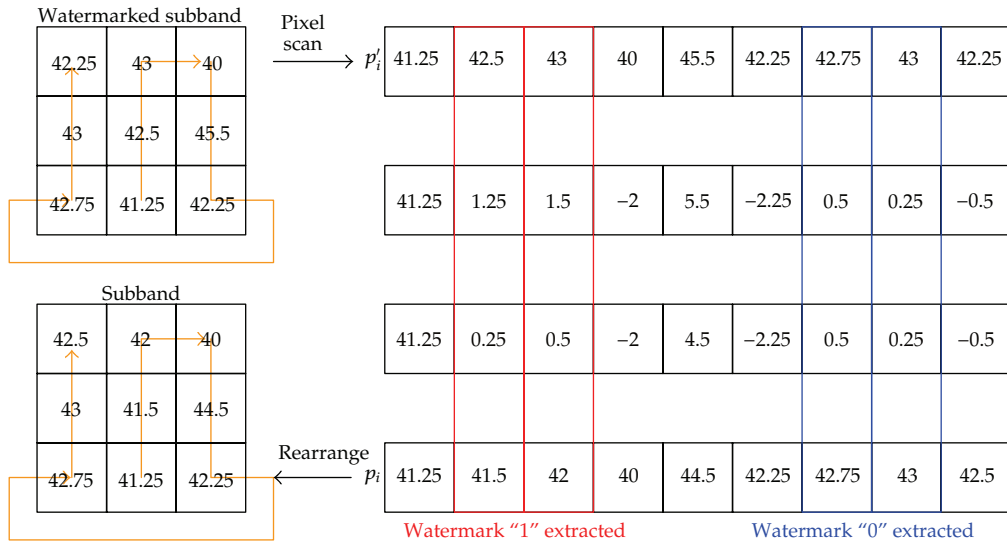 Watermarked subband
42.25 43 40
43 42.5 45.5
42.75 41.25 42.25
Pixel scan
p′i 41.25 42.5 43 40 45.5 42.25 42.75 43 42.25
41.25 1.25 1.5 −2 5.5 −2.25 0.5 0.25 −0.5
Subband
42.5 42 40
43 41.5 44.5
42.75 41.25 42.25
41.25 0.25 0.5 −2 4.5 −2.25 0.5 0.25 −0.5
Rearrange
pi 41.25 41.5 42 40 44.5 42.25 42.75 43 42.5
Watermark “1” extracted
Watermark “0” extracted